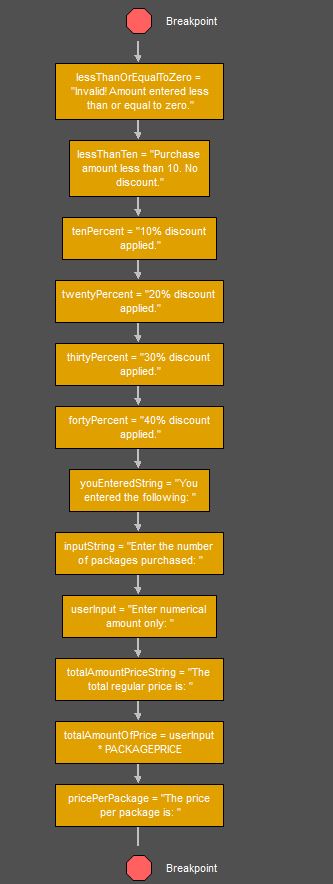 Breakpoint
lessThanOrEqualToZero =
"Invalid! Amount entered less
than or equal to zero."
lessThanTen = "Purchase
amount less than 10. No
discount."
tenPercent = "10% discount
applied."
twentyPercent = "20% discount
applied."
thirtyPercent = "30% discount
applied."
fortyPercent = "40% discount
applied."
youEnteredString = "You
entered the following: "
inputString = "Enter the number
of packages purchased: "
userInput = "Enter numerical
amount only: "
totalAmountPriceString = "The
total regular price is: "
totalAmountOfPrice = userInput
* PACKAGEPRICE
pricePerPackage = "The price
per package is: "
Breakpoint